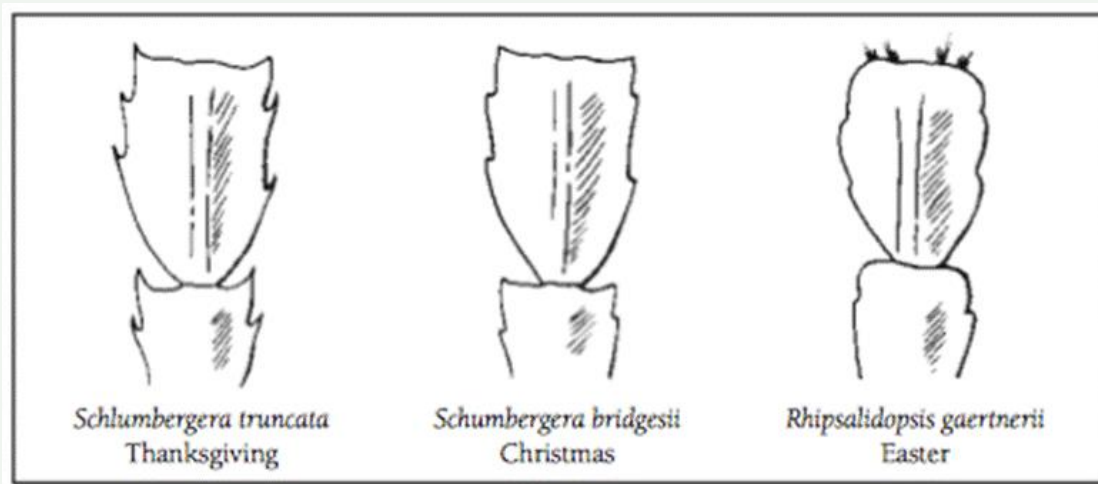 Schlumbergera truncata
Thanksgiving
Schumbergera bridgesii
Christmas
Rhipsalidopsis gaertnerii
Easter